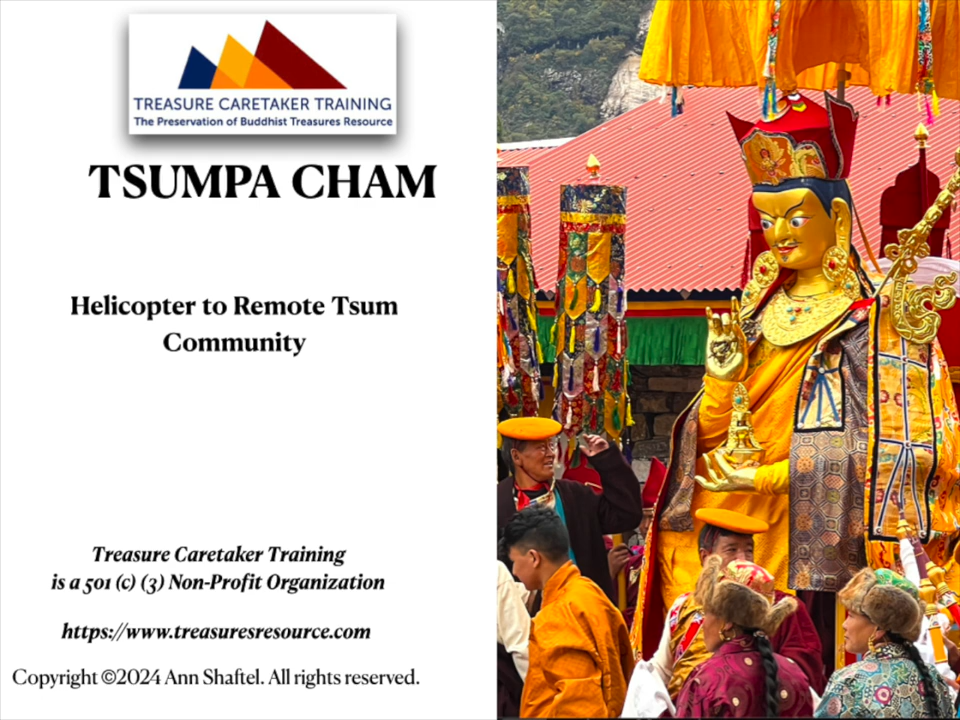 TREASURE CARETAKER TRAINING
The Preservation of Buddhist Treasures Resource
TSUMPA CHAM
Helicopter to Remote Tsum
Community
Treasure Caretaker Training
is a 501 (c) (3) Non-Profit Organization
https://www.treasuresresource.com
Copyright ©2024 Ann Shaftel. All rights reserved.